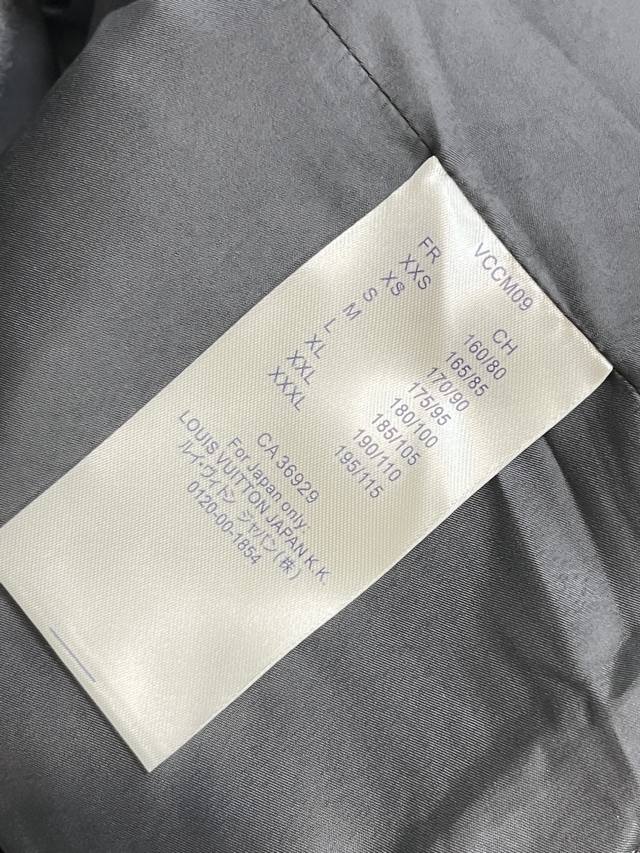 VCCM09
FR CH
XXS 160/80
XS 165/85
S 170/90
M 175/95
L 180/100
XL 185/105
XXL 190/110
XXXL 195/115
CA 36929
For Japan only:
LOUIS VUITTON JAPAN K.K.
ルイ・ヴィトン ジャパン(株)
0120-00-1854